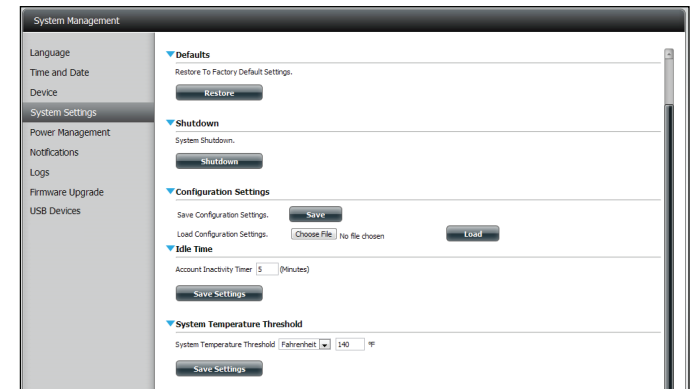 System Management
Language
Time and Date
Device
System Settings
Power Management
Notifications
Logs
Firmware Upgrade
USB Devices
Defaults
Restore To Factory Default Settings.
Restore
Shutdown
System Shutdown.
Shutdown
Configuration Settings
Save Configuration Settings. Save
Load Configuration Settings. Choose File No file chosen Load
Idle Time
Account Inactivity Timer 5 (Minutes)
Save Settings
System Temperature Threshold
System Temperature Threshold Fahrenheit 140 °F
Save Settings